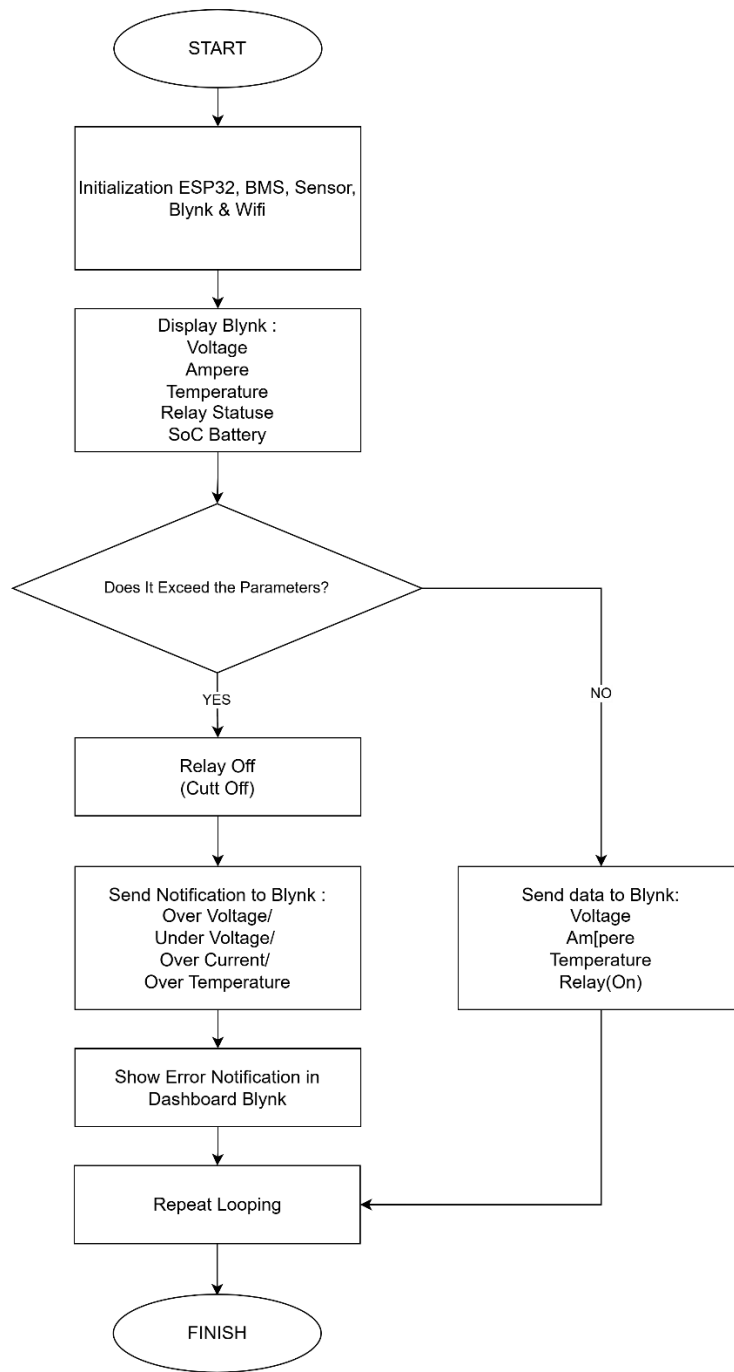 START
Initialization ESP32, BMS, Sensor,
Blynk & Wifi
Display Blynk :
Voltage
Ampere
Temperature
Relay Statuse
SoC Battery
Does It Exceed the Parameters?
YES
NO
Relay Off
(Cutt Off)
Send Notification to Blynk :
Over Voltage/
Under Voltage/
Over Current/
Over Temperature
Send data to Blynk:
Voltage
Am[pere
Temperature
Relay(On)
Show Error Notification in
Dashboard Blynk
Repeat Looping
FINISH